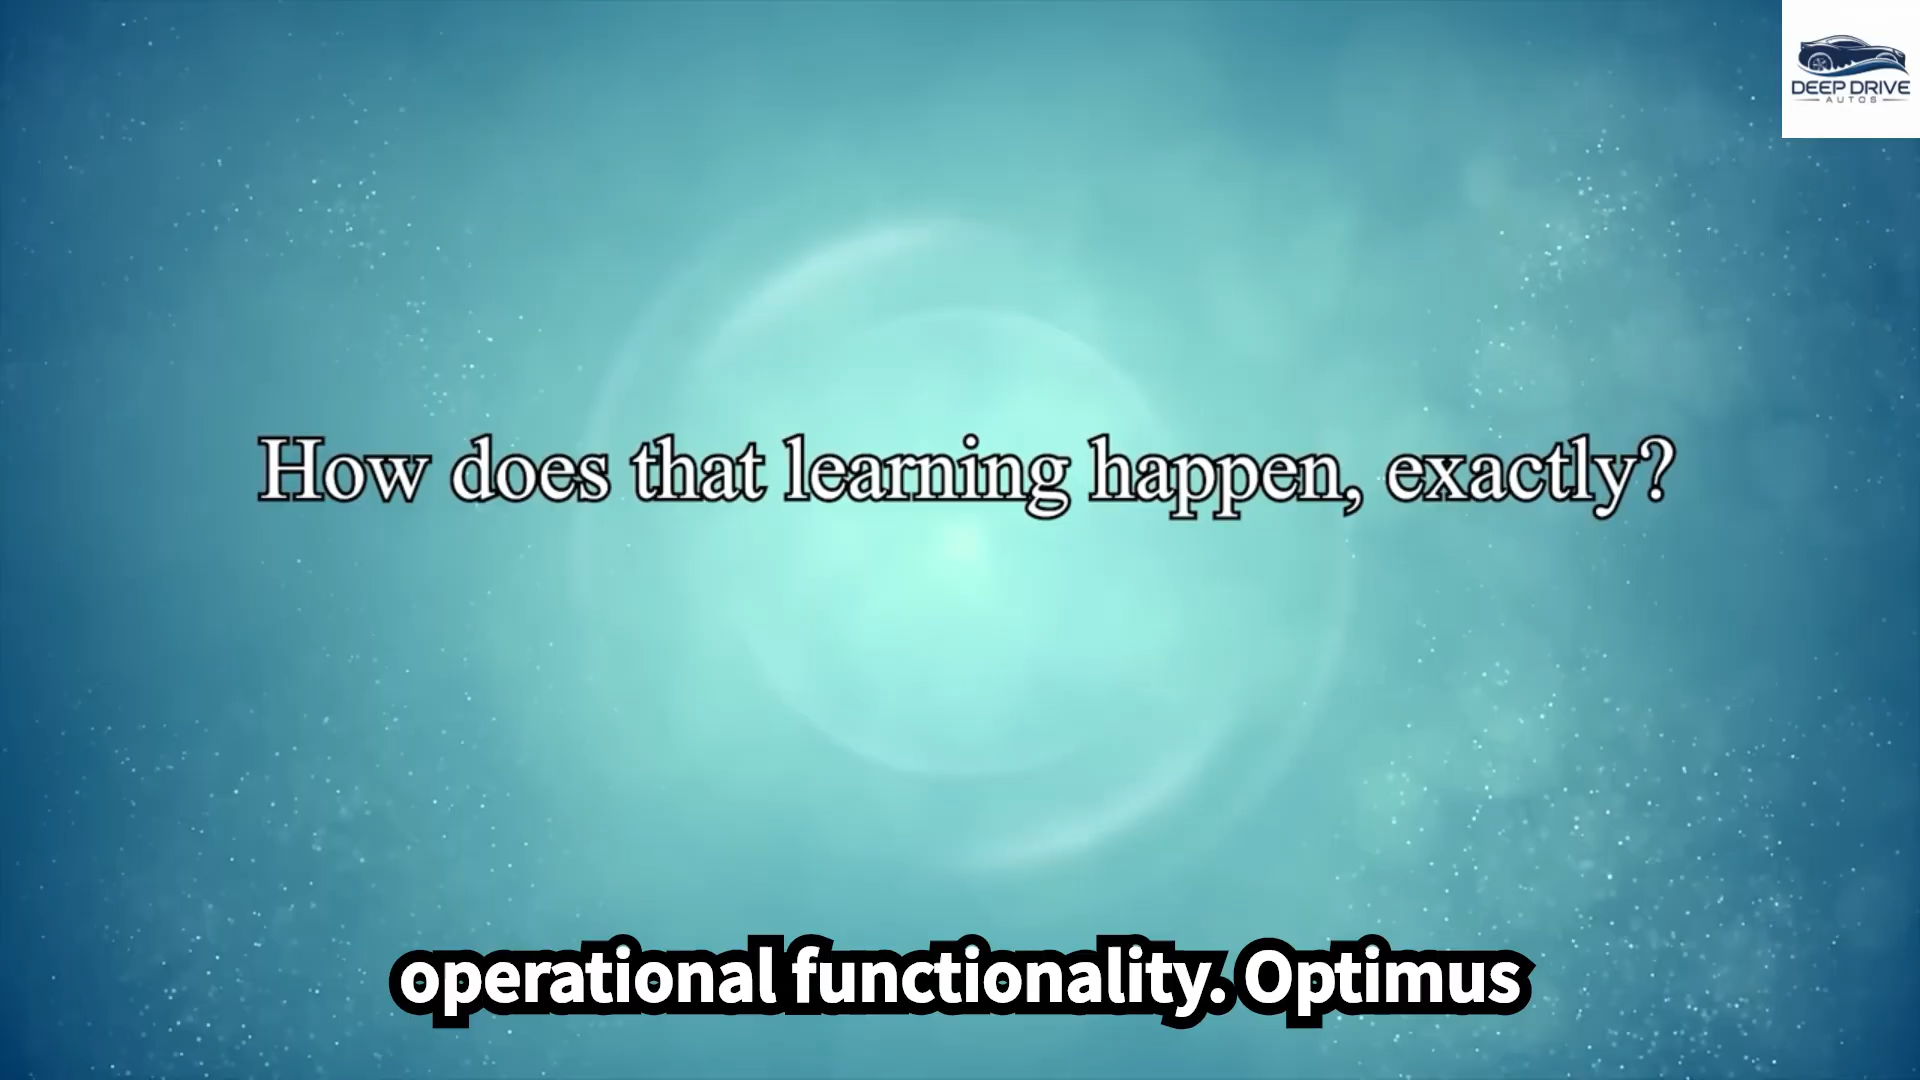 DEEP DRIVE
AUTOS
How does that learning happen, exactly?
operational functionality. Optimus